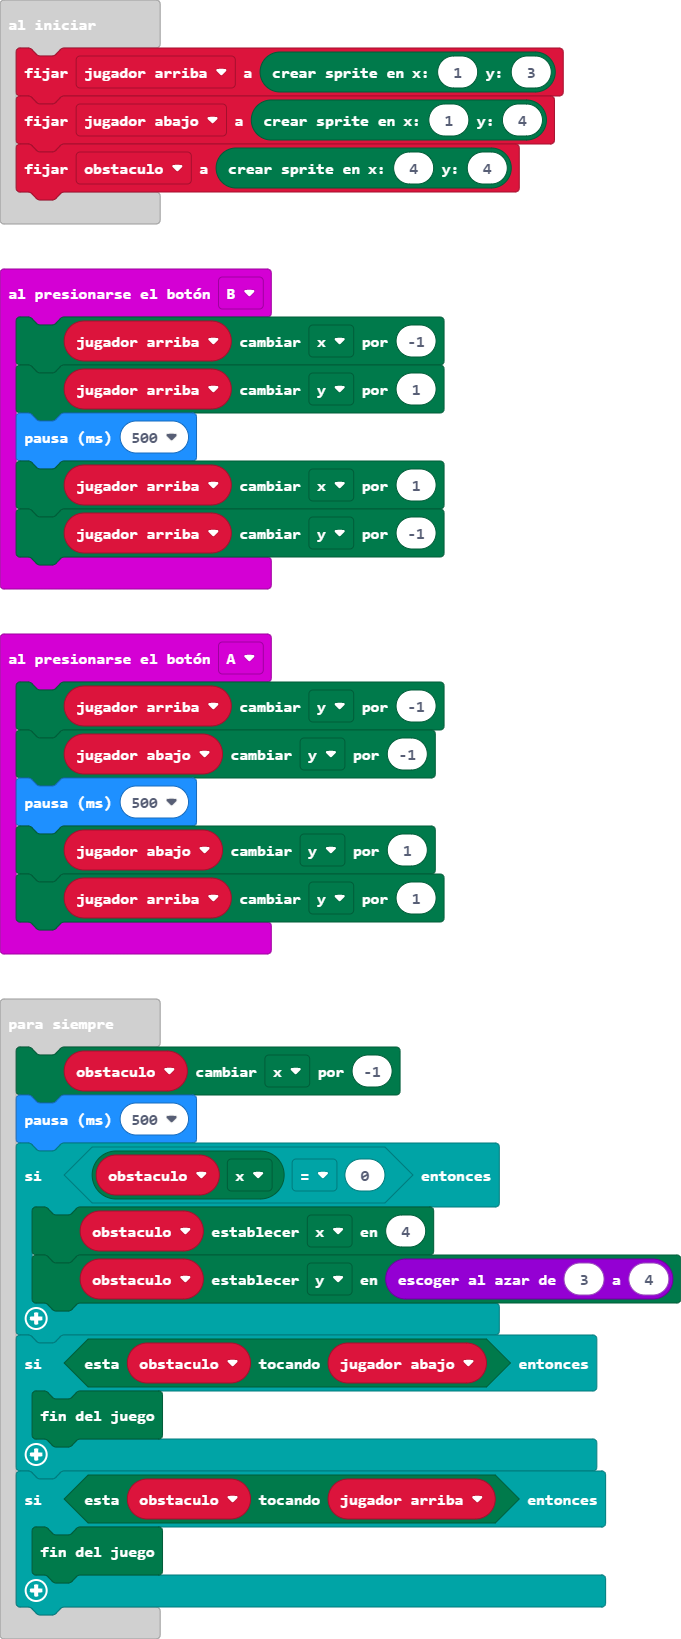 al iniciar
fijar jugador arriba a crear sprite en x: 1 y: 3
fijar jugador abajo a crear sprite en x: 1 y: 4
fijar obstaculo a crear sprite en x: 4 y: 4
al presionarse el botón B
jugador arriba cambiar x por -1
jugador arriba cambiar y por 1
pausa (ms) 500
jugador arriba cambiar x por 1
jugador arriba cambiar y por -1
al presionarse el botón A
jugador arriba cambiar y por -1
jugador abajo cambiar y por -1
pausa (ms) 500
jugador abajo cambiar y por 1
jugador arriba cambiar y por 1
para siempre
obstaculo cambiar x por -1
pausa (ms) 500
si obstaculo x = 0 entonces
obstaculo establecer x en 4
obstaculo establecer y en escoger al azar de 3 a 4
si esta obstaculo tocando jugador abajo entonces
fin del juego
si esta obstaculo tocando jugador arriba entonces
fin del juego